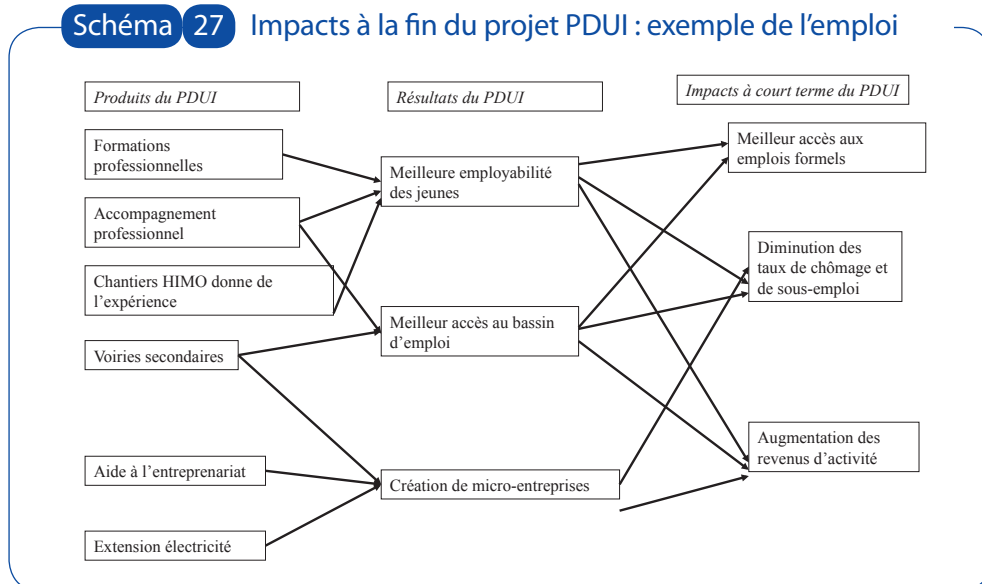 Schéma 27 Impacts à la fin du projet PDUI : exemple de l'emploi
Produits du PDUI
Résultats du PDUI
Impacts à court terme du PDUI
Formations
professionnelles
Accompagnement
professionnel
Chantiers HIMO donne de
l'expérience
Voiries secondaires
Aide à l'entreprenariat
Extension électricité
Meilleure employabilité
des jeunes
Meilleur accès au bassin
d'emploi
Création de micro-entreprises
Meilleur accès aux
emplois formels
Diminution des
taux de chômage et
de sous-emploi
Augmentation des
revenus d'activité